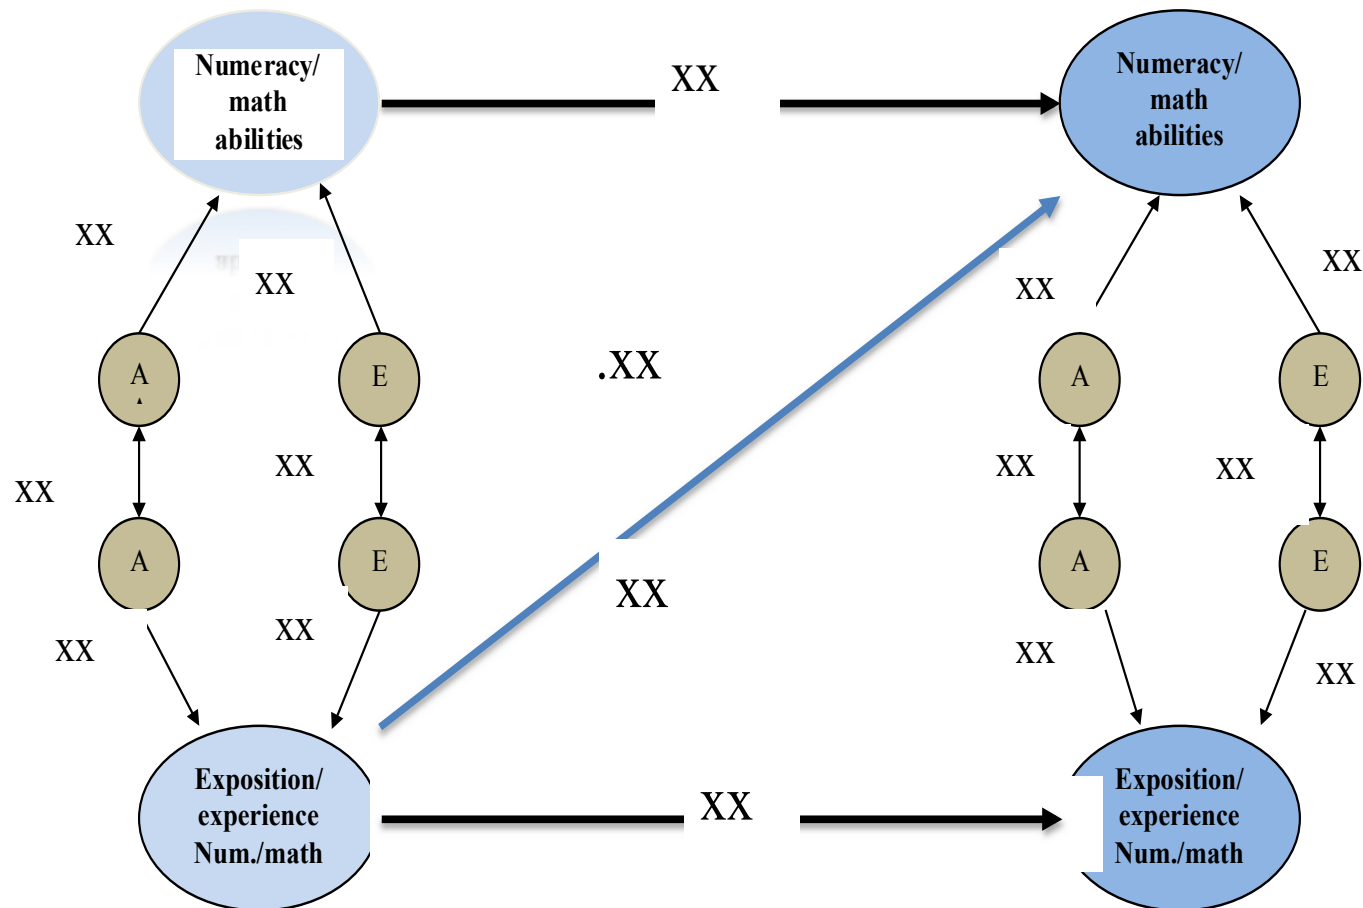 Numeracy/
math
abilities
XX
Numeracy/
math
abilities
XX
XX
XX
XX
A
E
.XX
A
E
XX
XX
XX
XX
A
E
XX
A
E
XX
XX
XX
XX
Exposition/
experience
Num./math
XX
Exposition/
experience
Num./math